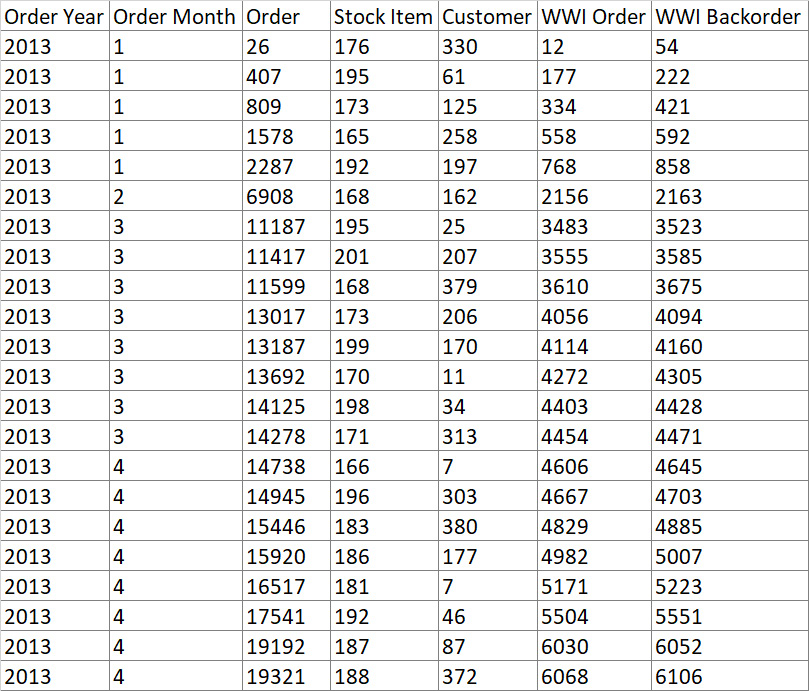 Order Year Order Month Order Stock Item Customer WWI Order WWI Backorder
2013 1 26 176 330 12 54
2013 1 407 195 61 177 222
2013 1 809 173 125 334 421
2013 1 1578 165 258 558 592
2013 1 2287 192 197 768 858
2013 2 6908 168 162 2156 2163
2013 3 11187 195 25 3483 3523
2013 3 11417 201 207 3555 3585
2013 3 11599 168 379 3610 3675
2013 3 13017 173 206 4056 4094
2013 3 13187 199 170 4114 4160
2013 3 13692 170 11 4272 4305
2013 3 14125 198 34 4403 4428
2013 3 14278 171 313 4454 4471
2013 4 14738 166 7 4606 4645
2013 4 14945 196 303 4667 4703
2013 4 15446 183 380 4829 4885
2013 4 15920 186 177 4982 5007
2013 4 16517 181 7 5171 5223
2013 4 17541 192 46 5504 5551
2013 4 19192 187 87 6030 6052
2013 4 19321 188 372 6068 6106